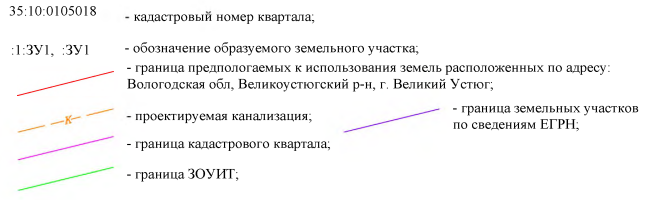 35:10:0105018 - кадастровый номер квартала;
:1:ЗУ1, :ЗУ1 - обозначение образуемого земельного участка;
- граница предпологаемых к использования земель расположенных по адресу:
Вологодская обл, Великоустюгский р-н, г. Великий Устюг;
К - проектируемая канализация;
- граница земельных участков
по сведениям ЕГРН;
- граница кадастрового квартала;
- граница ЗОУИТ;